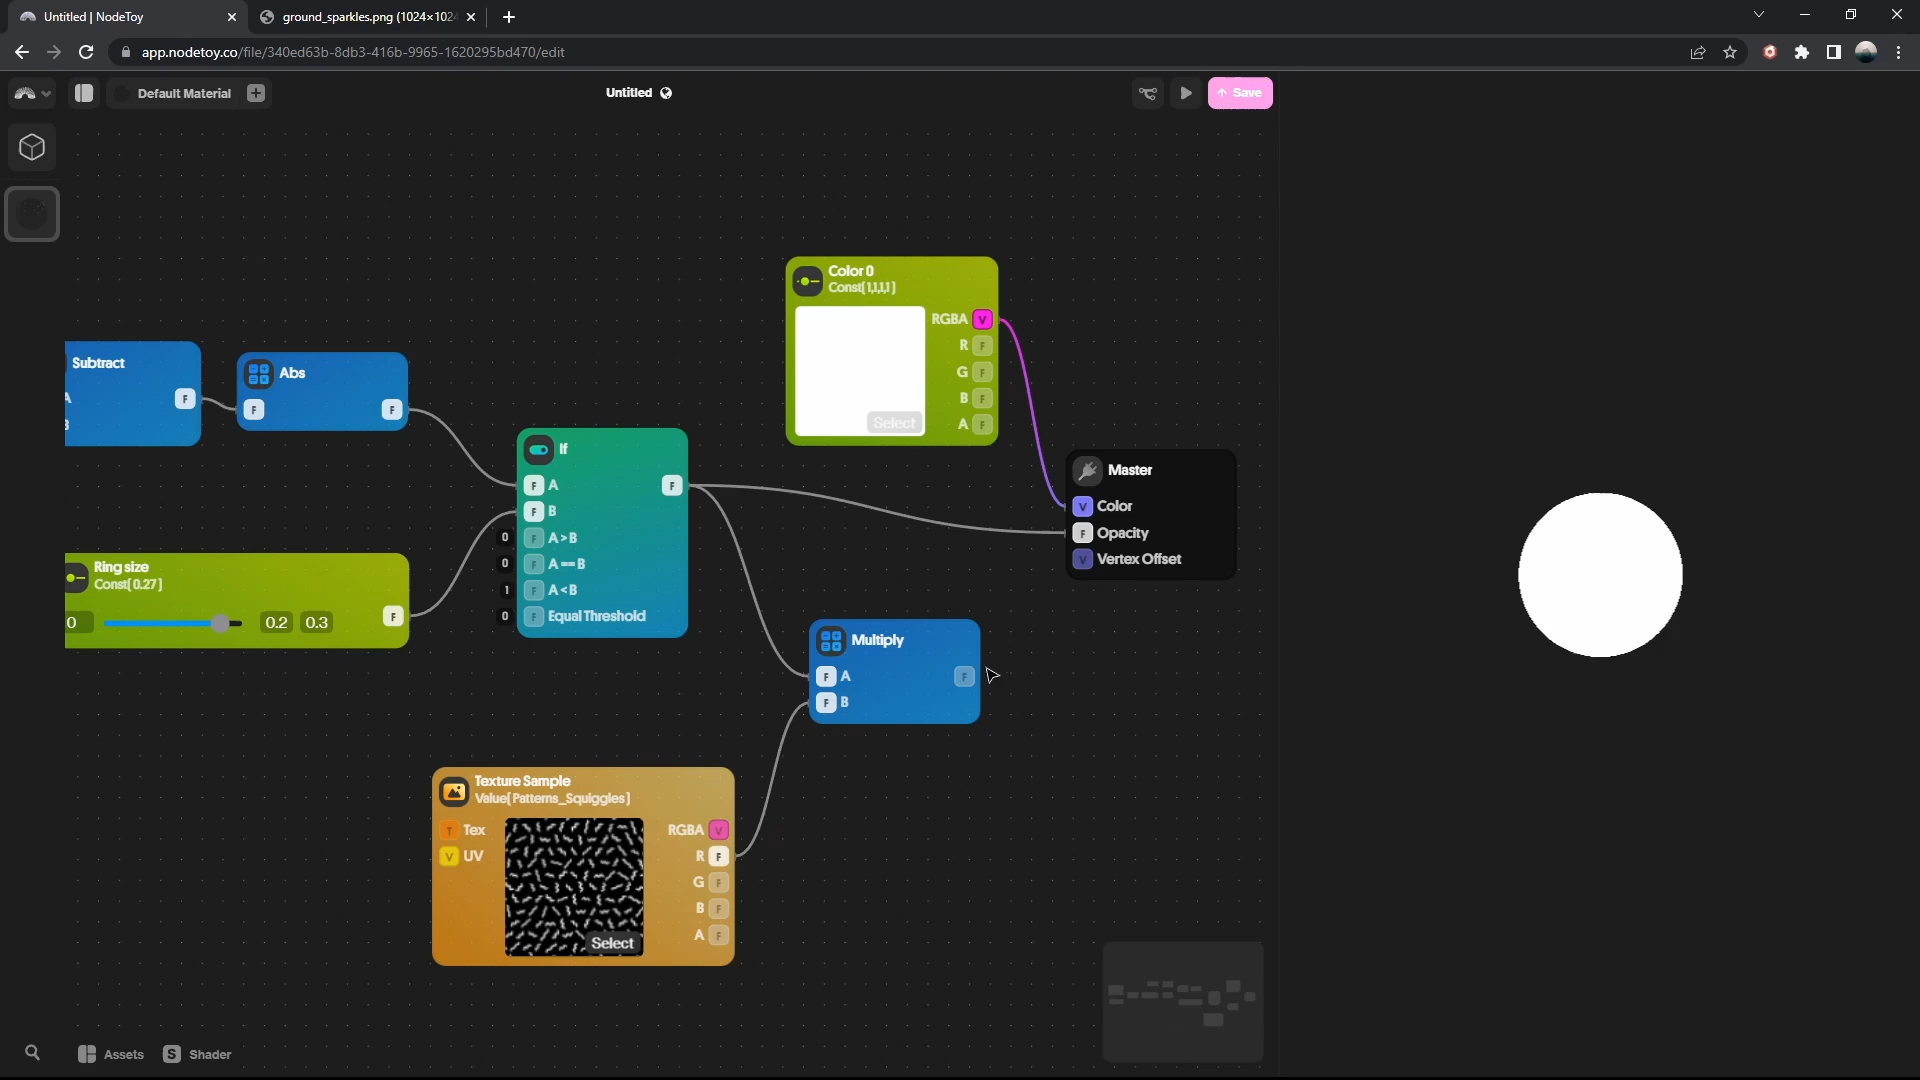 Untitled | NodeToy
ground_sparkles.png (1024×102
app.nodetoy.co/file/340ed63b-8db3-416b-9965-1620295bd470/edit
Default Material
Untitled
Save
Color 0
Const[1,1,1,1]
RGBA V
R F
G F
B F
A F
Select
Subtract
A
F
B
Abs
F
F
If
F A
F
F B
0 F A>B
0 F A==B
1 F A<B
0 F Equal Threshold
Master
V Color
F Opacity
V Vertex Offset
Ring size
Const[0.27]
F
0
0.2
0.3
Multiply
F A
F
F B
Texture Sample
Value[Patterns_Squiggles]
T Tex
RGBA V
V UV
R F
G F
B F
A F
Select
Assets
S Shader